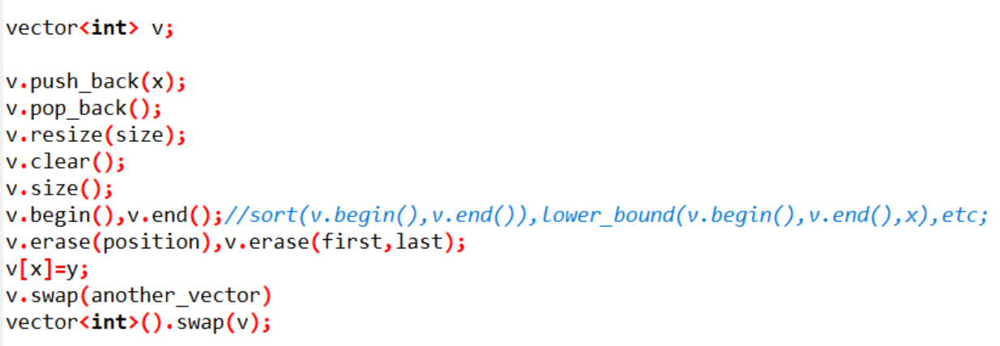 vector<int> v;
v.push_back(x);
v.pop_back();
v.resize(size);
v.clear();
v.size();
v.begin(),v.end();//sort(v.begin(),v.end()),lower_bound(v.begin(),v.end(),x),etc;
v.erase(position),v.erase(first,last);
v[x]=y;
v.swap(another_vector)
vector<int>().swap(v);